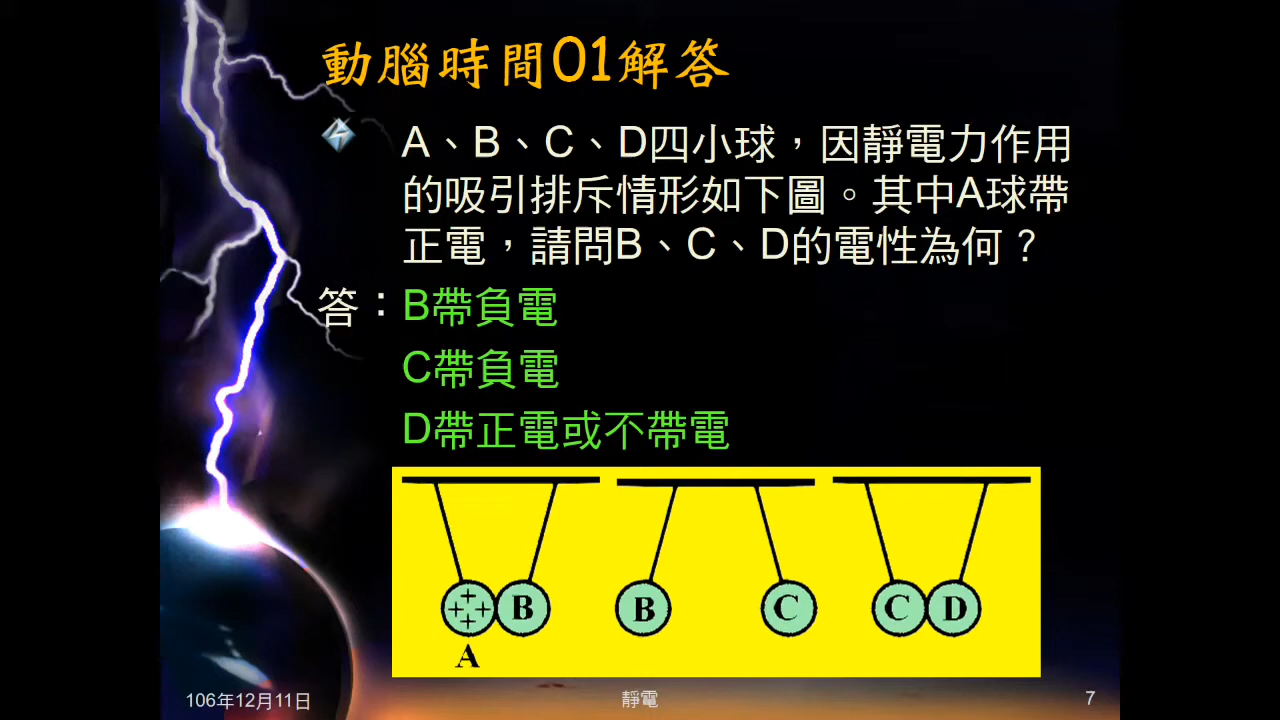 動腦時間01解答
A、B、C、D四小球，因靜電力作用
的吸引排斥情形如下圖。其中A球帶
正電，請問B、C、D的電性為何？
答：B帶負電
C帶負電
D帶正電或不帶電
+
+ +
+
B
B
C
C
D
A
106年12月11日
靜電
7